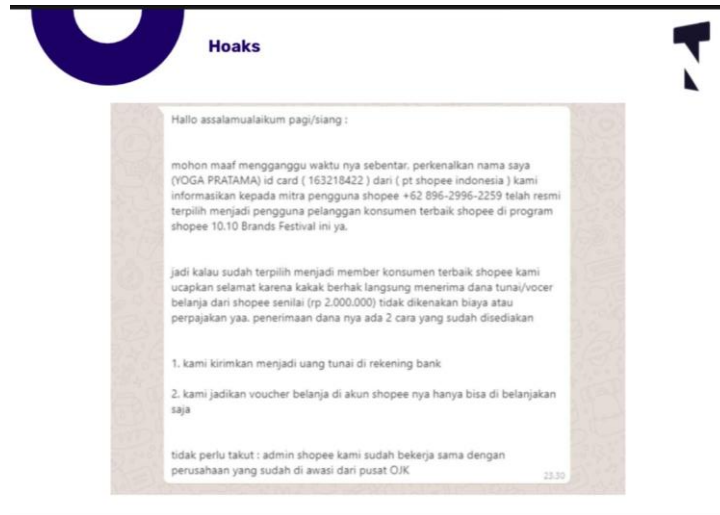 Hoaks
Hallo assalamualaikum pagi/siang :
mohon maaf mengganggu waktu nya sebentar. perkenalkan nama saya
(YOGA PRATAMA) id card ( 163218422 ) dari ( pt shopee indonesia ) kami
informasikan kepada mitra pengguna shopee +62 896-2996-2259 telah resmi
terpilih menjadi pengguna pelanggan konsumen terbaik shopee di program
shopee 10.10 Brands Festival ini ya.
jadi kalau sudah terpilih menjadi member konsumen terbaik shopee kami
ucapkan selamat karena kakak berhak langsung menerima dana tunai/vocer
belanja dari shopee senilai (rp 2.000.000) tidak dikenakan biaya atau
perpajakan yaa. penerimaan dana nya ada 2 cara yang sudah disediakan
1. kami kirimkan menjadi uang tunai di rekening bank
2. kami jadikan voucher belanja di akun shopee nya hanya bisa di belanjakan
saja
tidak perlu takut : admin shopee kami sudah bekerja sama dengan
perusahaan yang sudah di awasi dari pusat OJK
23:30